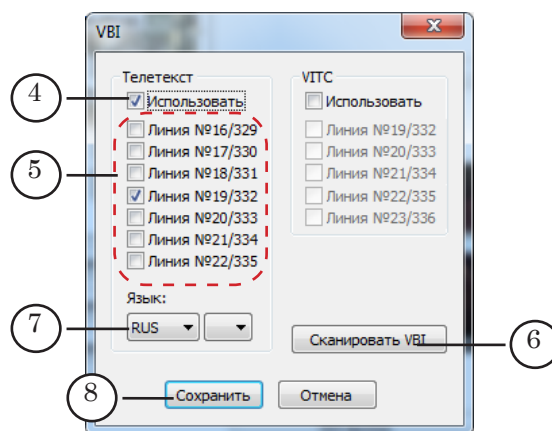 VBI
Телетекст
Использовать
Линия №16/329
Линия №17/330
Линия №18/331
Линия №19/332
Линия №20/333
Линия №21/334
Линия №22/335
Язык:
RUS
VITC
Использовать
Линия №19/332
Линия №20/333
Линия №21/334
Линия №22/335
Линия №23/336
Сканировать VBI
Сохранить
Отмена
4
5
7
8
6